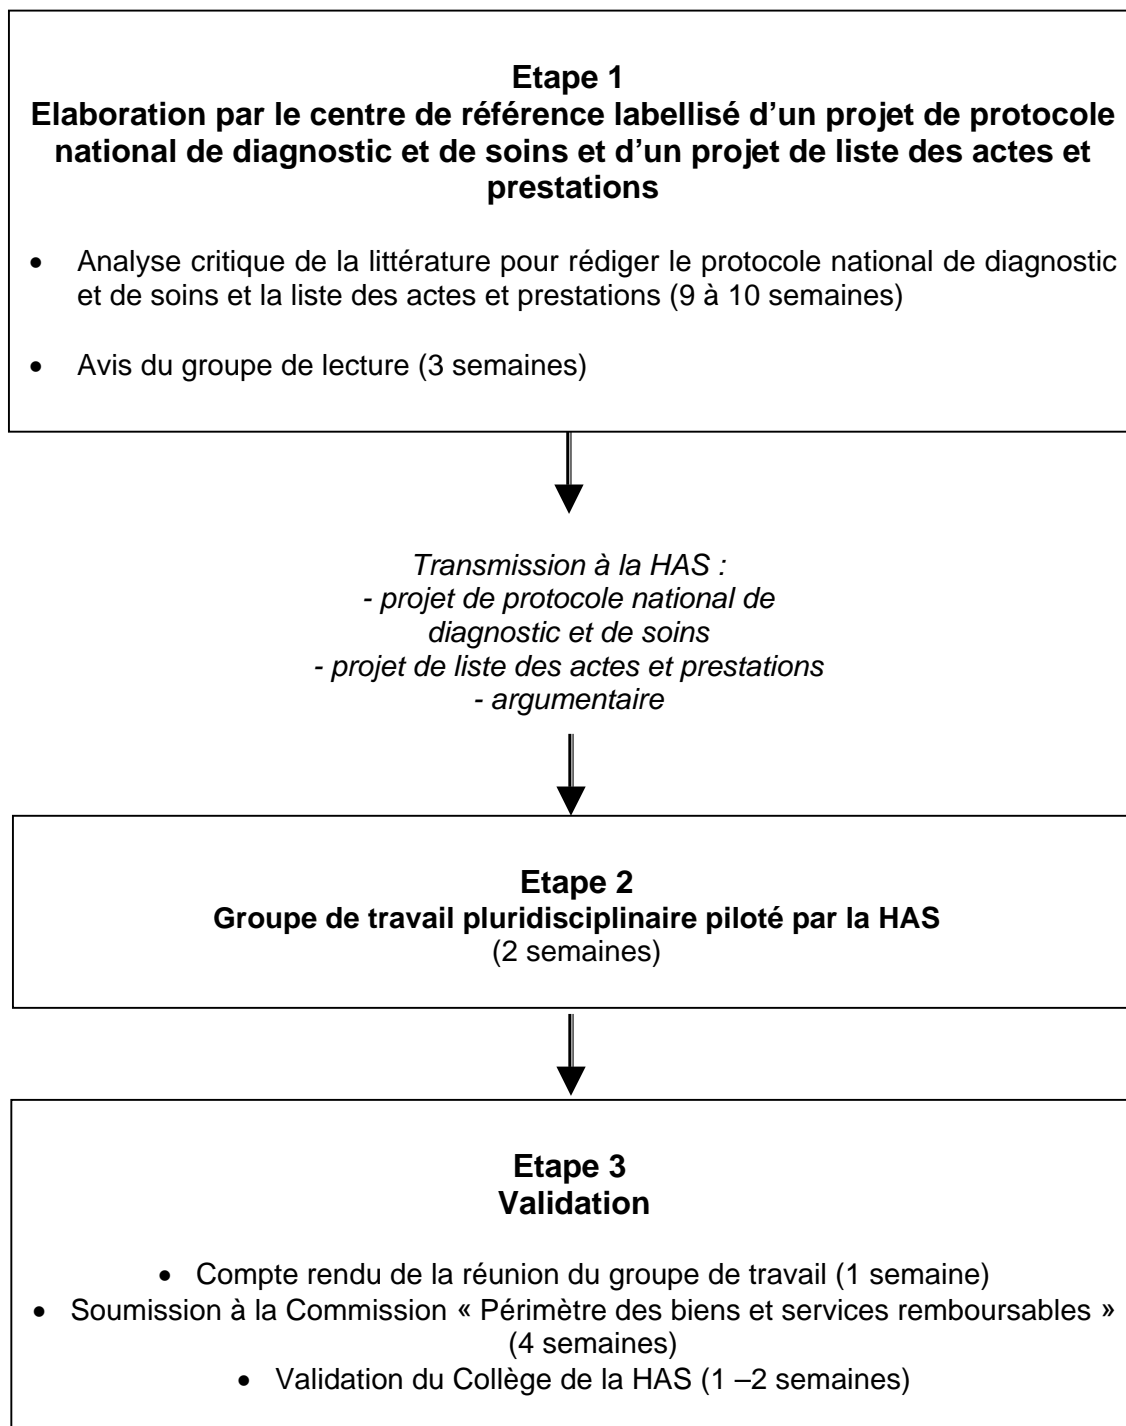 Etape 1
Elaboration par le centre de référence labellisé d’un projet de protocole
national de diagnostic et de soins et d’un projet de liste des actes et
prestations
• Analyse critique de la littérature pour rédiger le protocole national de diagnostic
et de soins et la liste des actes et prestations (9 à 10 semaines)
• Avis du groupe de lecture (3 semaines)
Transmission à la HAS :
- projet de protocole national de
diagnostic et de soins
- projet de liste des actes et prestations
- argumentaire
Etape 2
Groupe de travail pluridisciplinaire piloté par la HAS
(2 semaines)
Etape 3
Validation
• Compte rendu de la réunion du groupe de travail (1 semaine)
• Soumission à la Commission « Périmètre des biens et services remboursables »
(4 semaines)
• Validation du Collège de la HAS (1 –2 semaines)